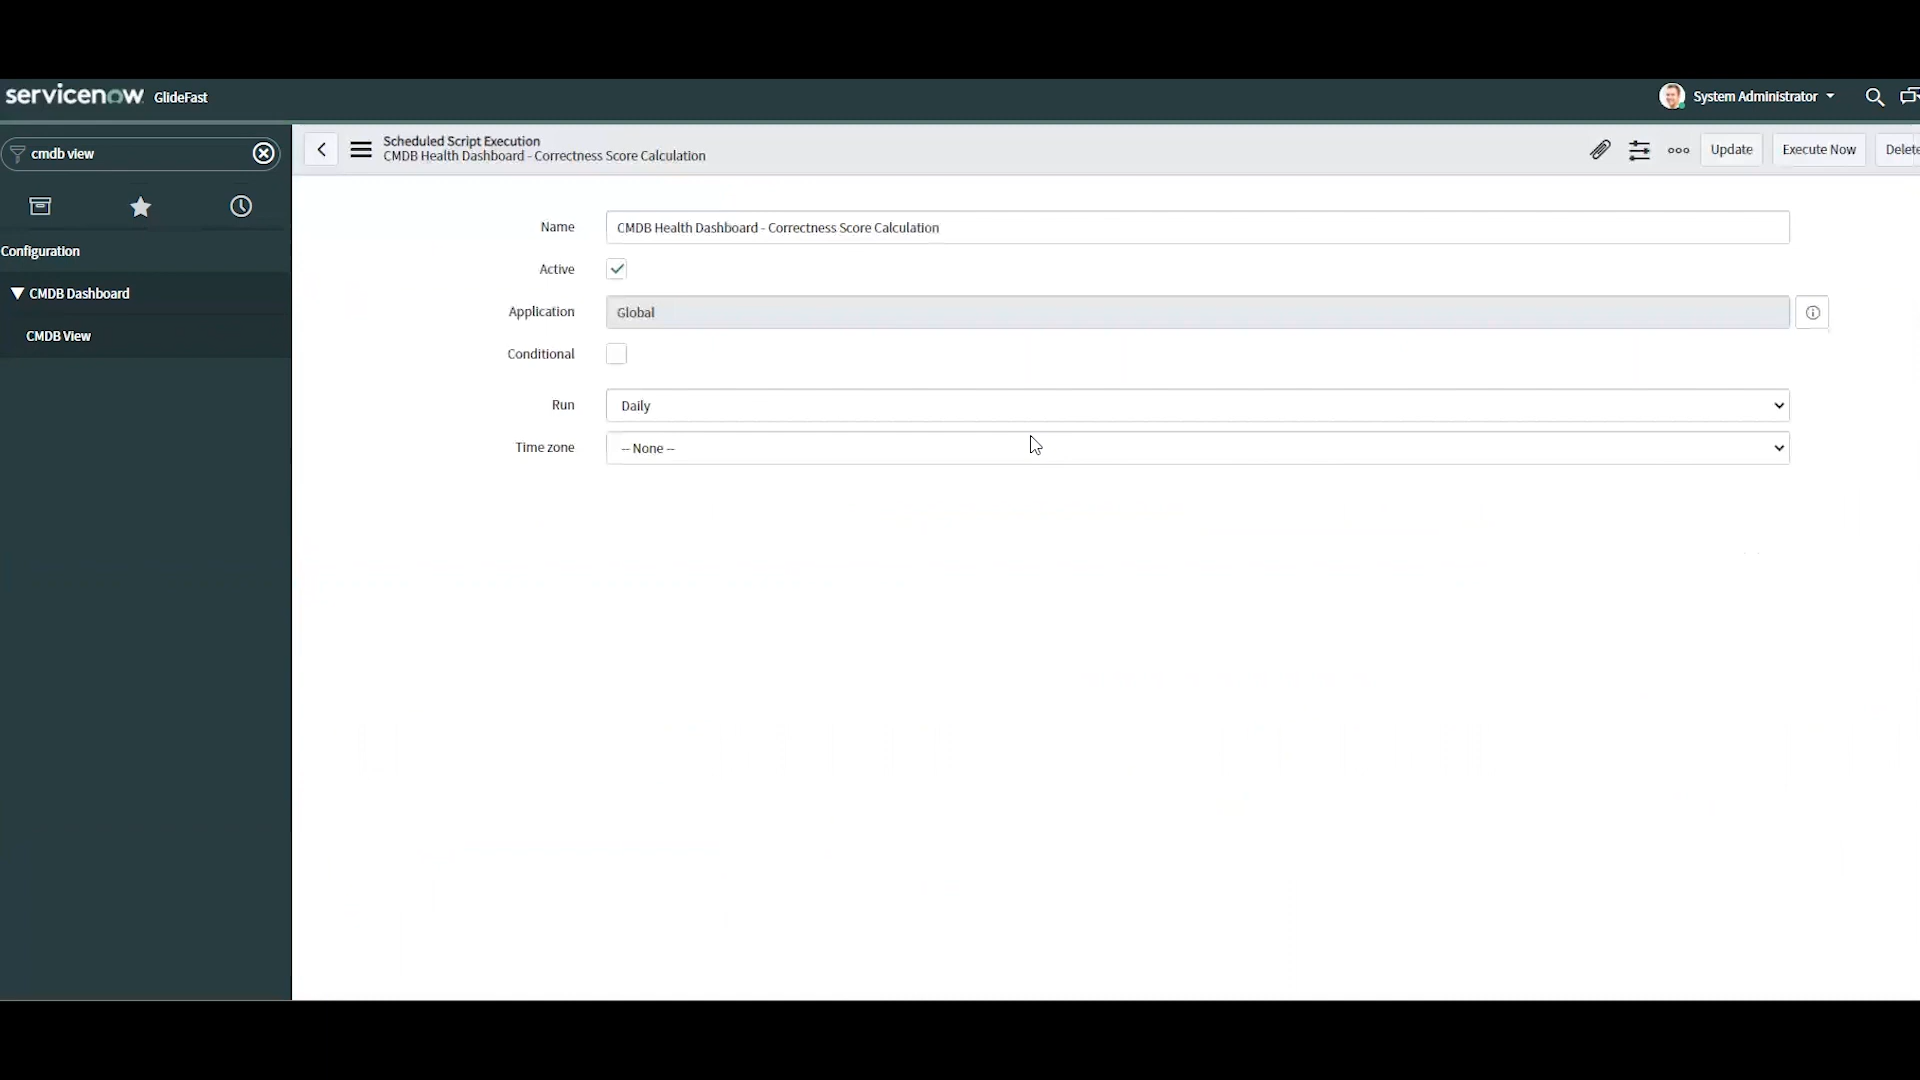 servicenow GlideFast
System Administrator
cmdb view
Scheduled Script Execution
CMDB Health Dashboard - Correctness Score Calculation
Update
Execute Now
Delete
Configuration
CMDB Dashboard
CMDB View
Name
CMDB Health Dashboard - Correctness Score Calculation
Active
Application
Global
Conditional
Run
Daily
Time zone
-- None --